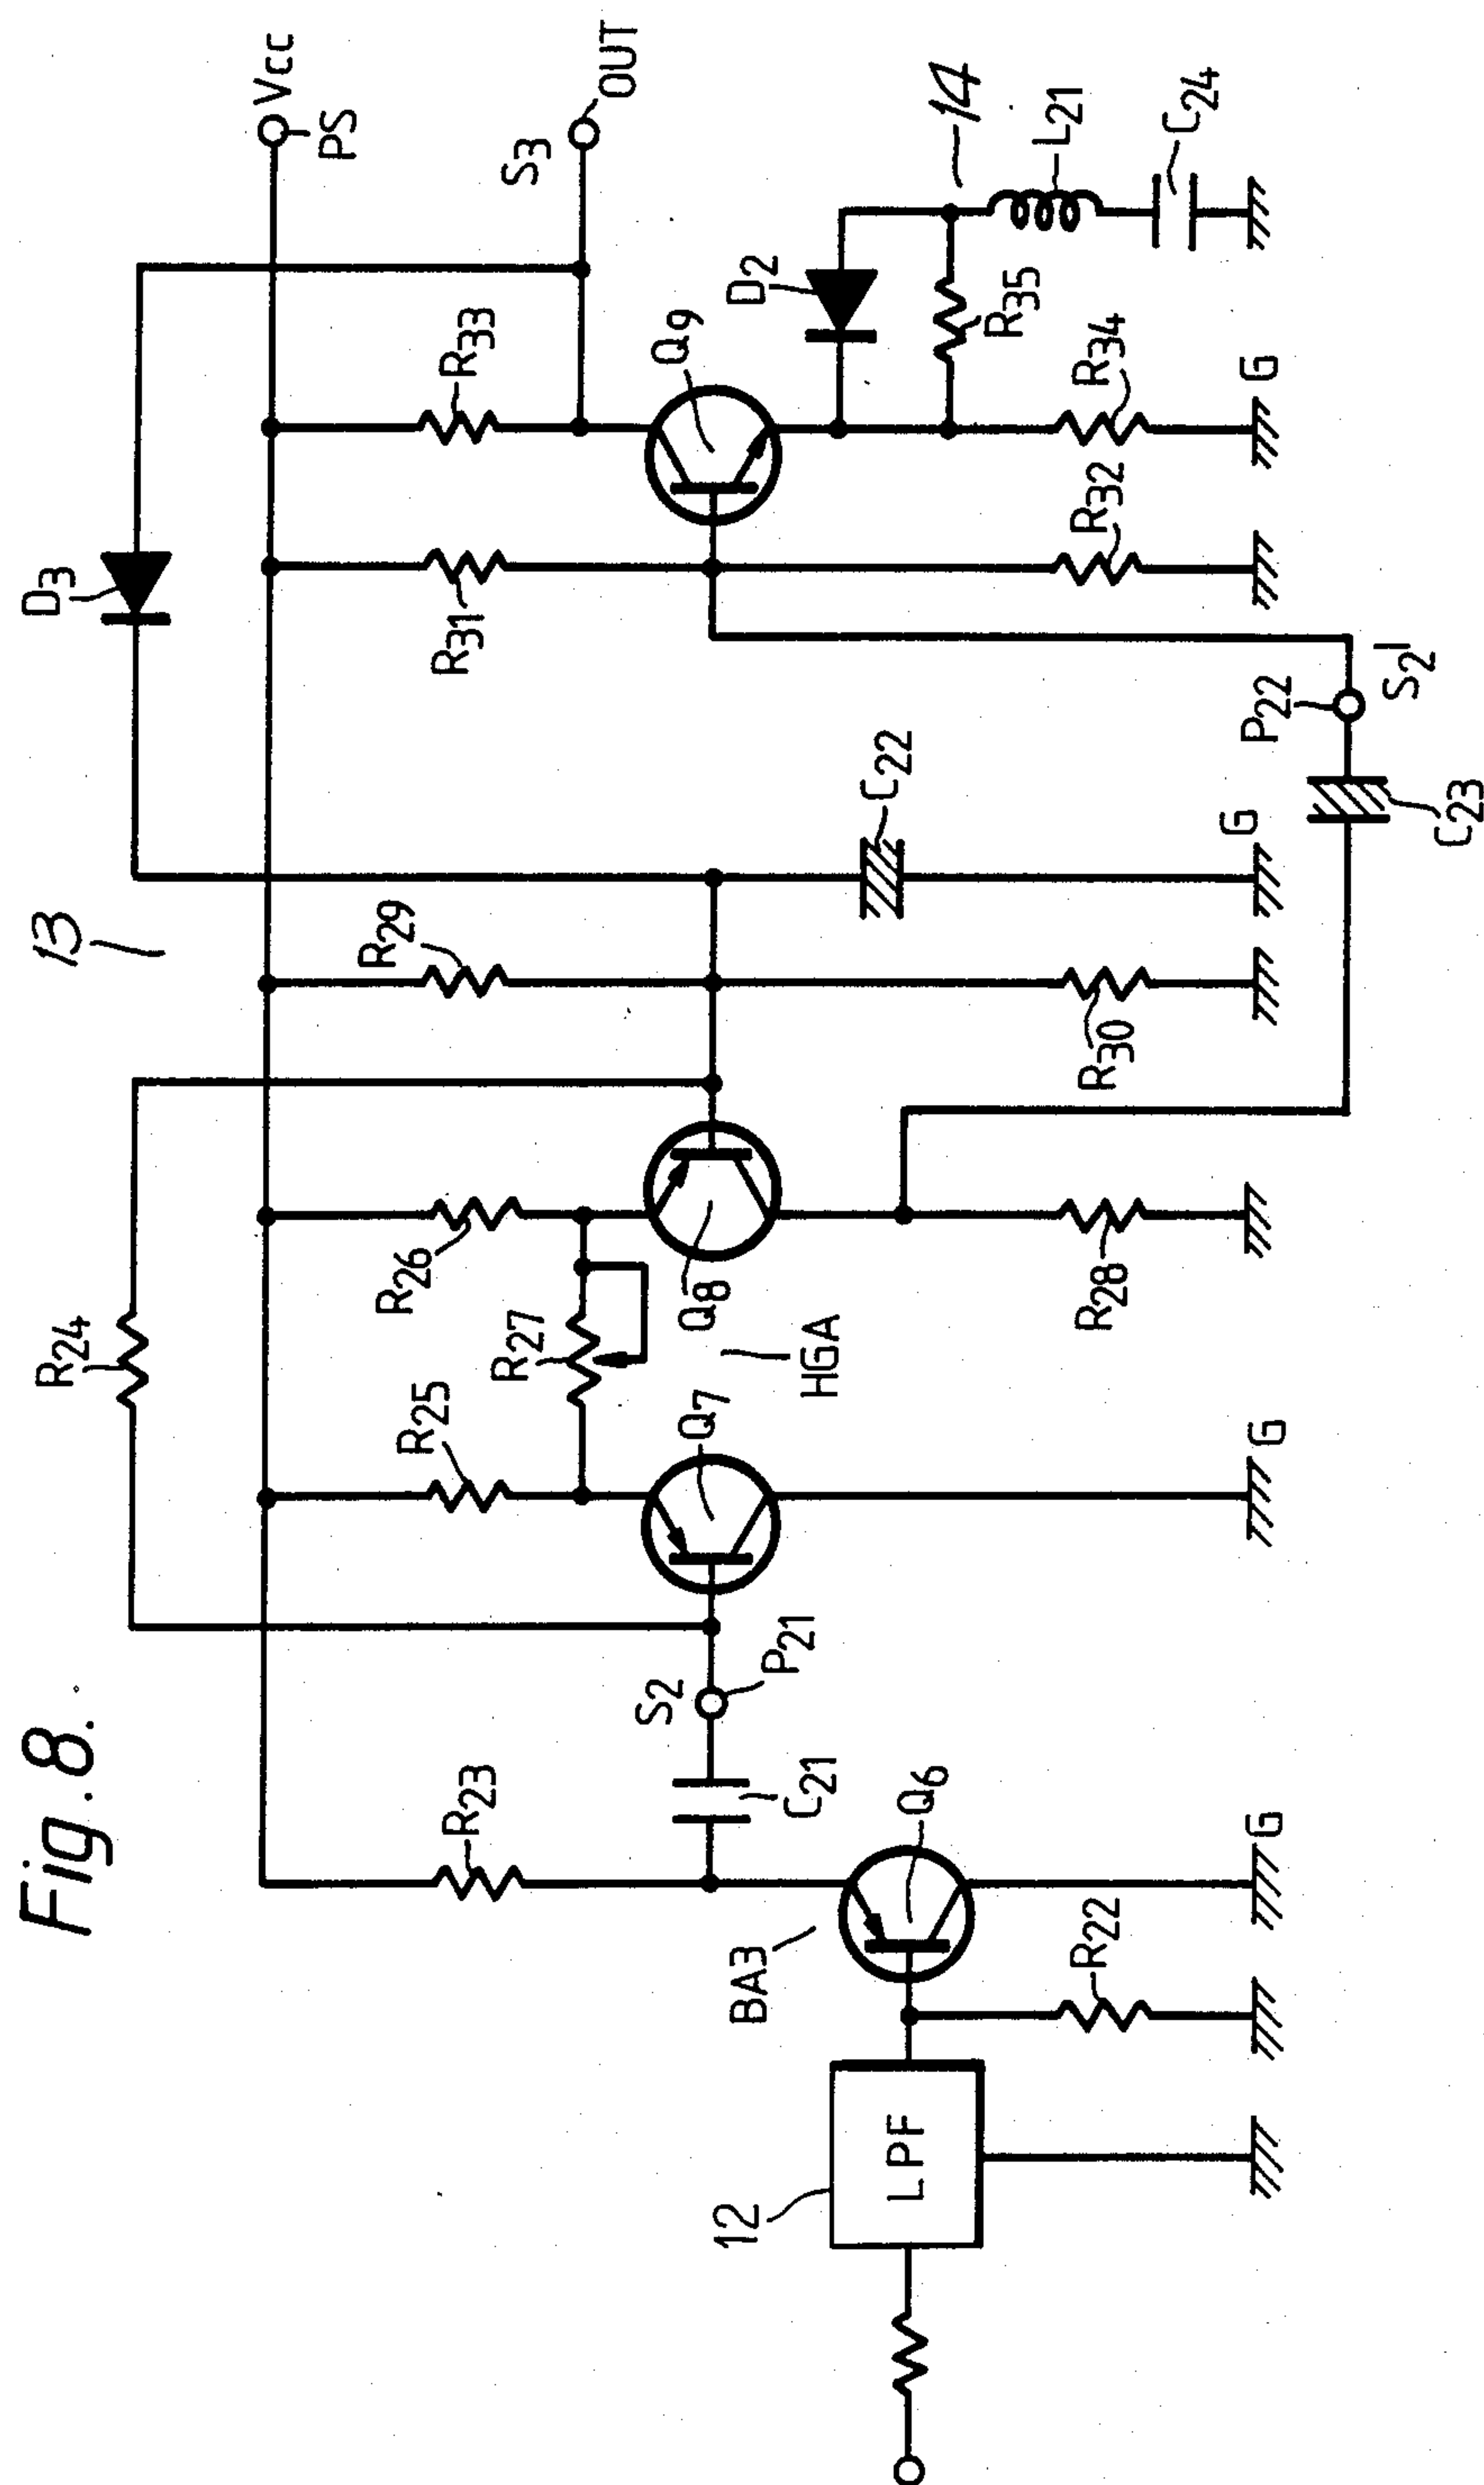 Fig. 8.
13
D3
R24
Vcc
PS
R23
R25
R26
R29
R31
R33
S3
OUT
R27
S2
P21
C21
Q7
Q8
HGA
Q9
D2
14
R35
L21
C24
BA3
Q6
12
LPF
R22
R28
R30
C22
R32
R34
G
G
G
G
P22
S2'
C23